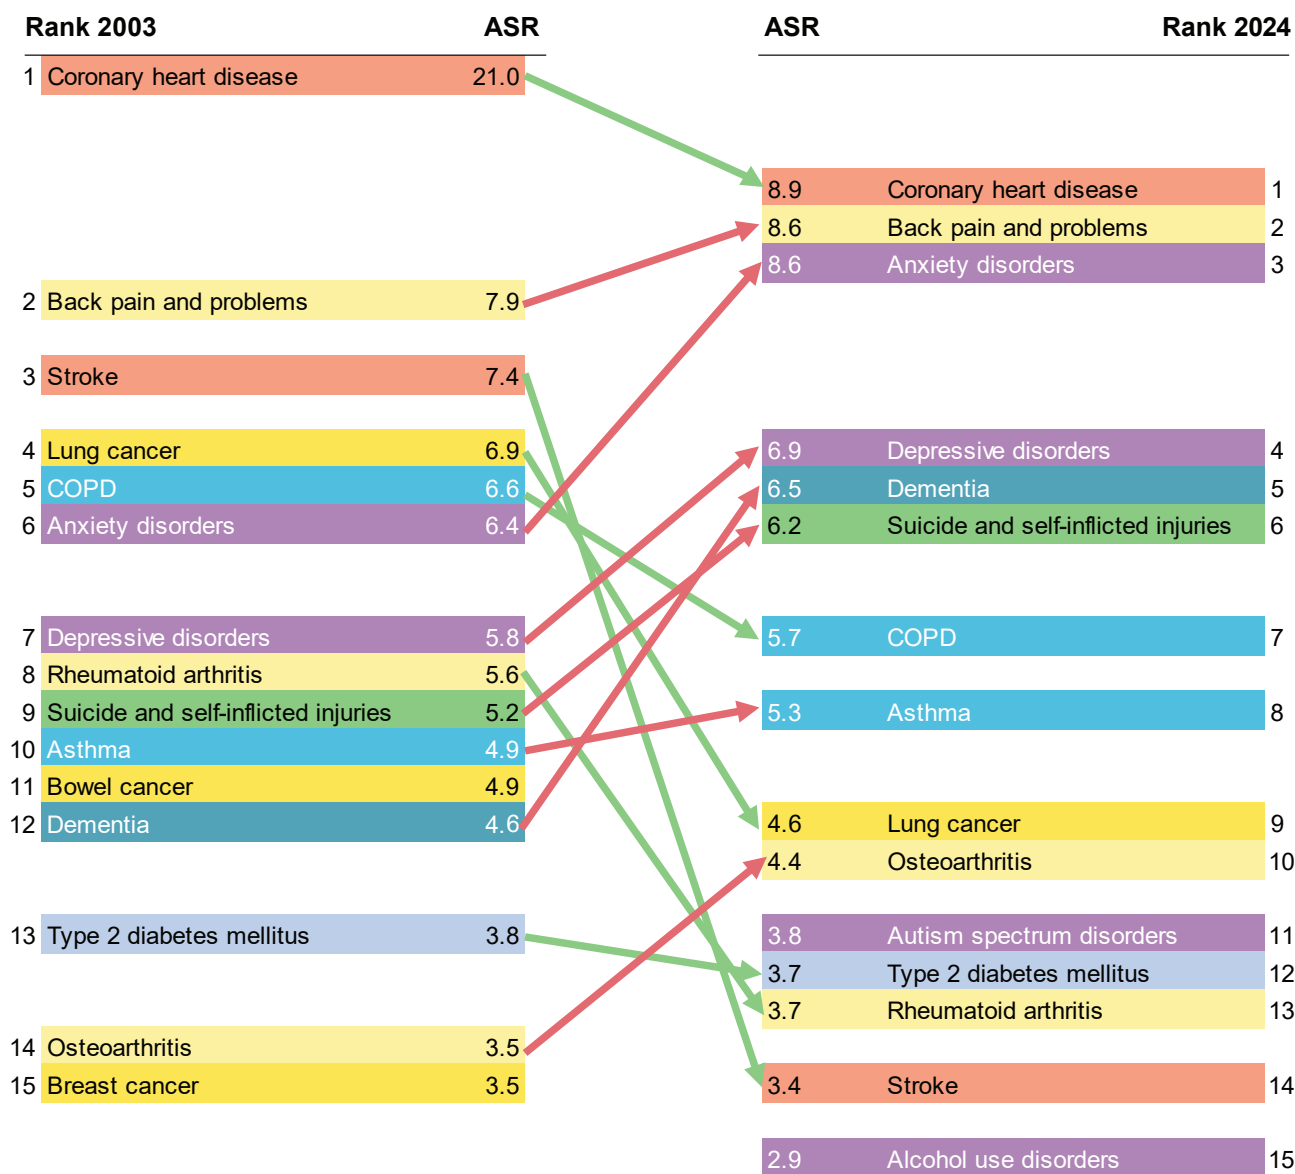 Rank 2003 ASR ASR Rank 2024
1 Coronary heart disease 21.0
8.9 Coronary heart disease 1
8.6 Back pain and problems 2
8.6 Anxiety disorders 3
2 Back pain and problems 7.9
3 Stroke 7.4
4 Lung cancer 6.9
6.9 Depressive disorders 4
5 COPD 6.6
6.5 Dementia 5
6 Anxiety disorders 6.4
6.2 Suicide and self-inflicted injuries 6
7 Depressive disorders 5.8
5.7 COPD 7
8 Rheumatoid arthritis 5.6
9 Suicide and self-inflicted injuries 5.2
5.3 Asthma 8
10 Asthma 4.9
11 Bowel cancer 4.9
12 Dementia 4.6
4.6 Lung cancer 9
4.4 Osteoarthritis 10
13 Type 2 diabetes mellitus 3.8
3.8 Autism spectrum disorders 11
3.7 Type 2 diabetes mellitus 12
3.7 Rheumatoid arthritis 13
14 Osteoarthritis 3.5
15 Breast cancer 3.5
3.4 Stroke 14
2.9 Alcohol use disorders 15